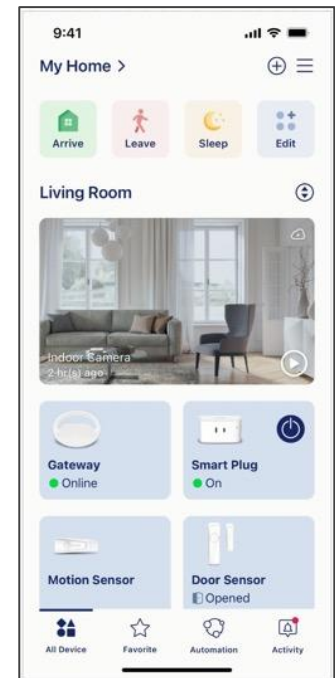 9:41
My Home >
Arrive Leave Sleep Edit
Living Room
Indoor Camera
2 hr(s) ago
Gateway Smart Plug
Online On
Motion Sensor Door Sensor
Opened
All Device Favorite Automation Activity